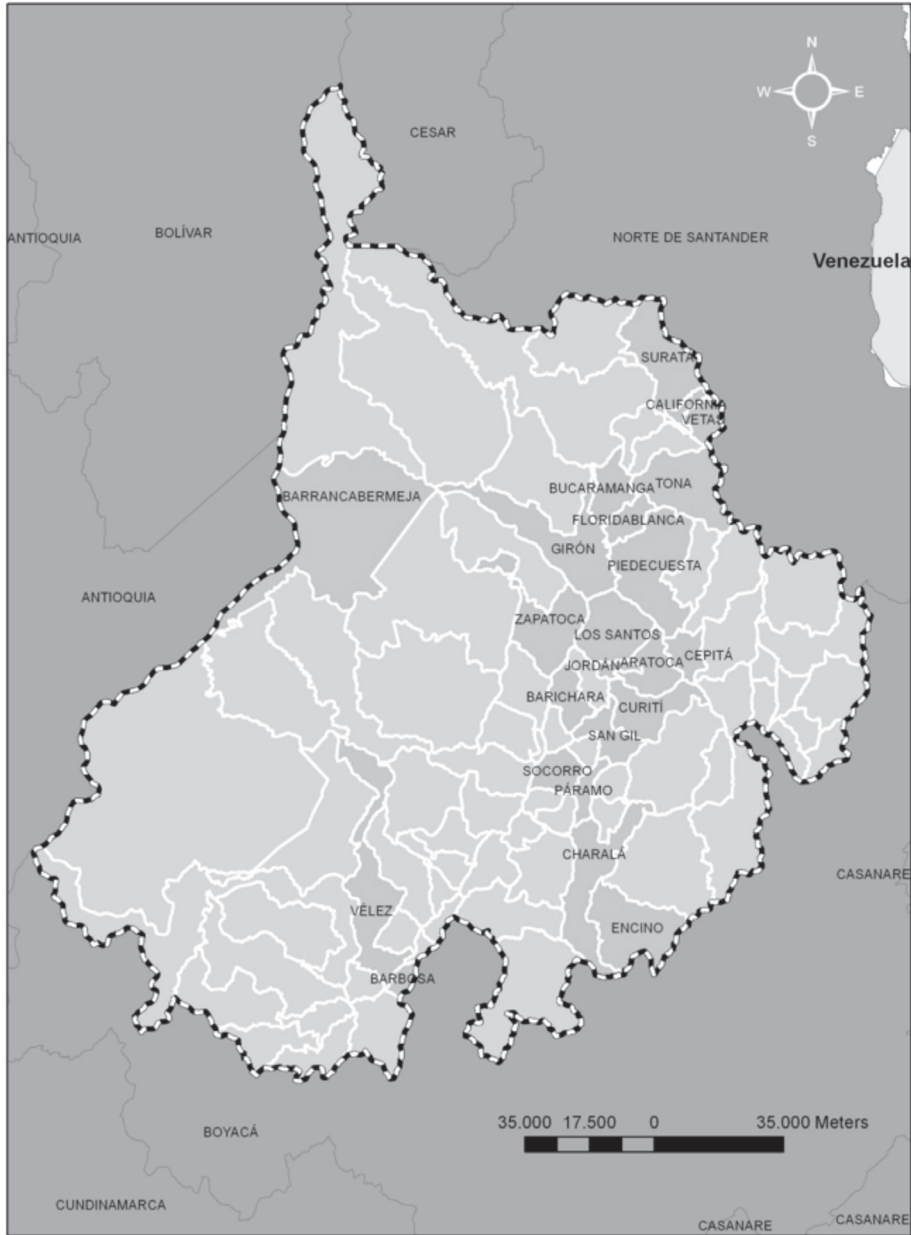 N
W E
S
CESAR
ANTIOQUIA
BOLÍVAR
NORTE DE SANTANDER
Venezuela
SURATA
CALIFORNIA
VETAS
BARRANCABERMEJA
BUCARAMANGA
TONA
FLORIDABLANCA
GIRÓN
PIEDECUESTA
ANTIOQUIA
ZAPATOCA
LOS SANTOS
JORDÁN
ARATOCA
CEPITÁ
BARICHARA
CURITÍ
SAN GIL
SOCORRO
PÁRAMO
CHARALÁ
CASANARE
VÉLEZ
ENCINO
BARBOSA
BOYACÁ
35.000 17.500 0 35.000 Meters
CUNDINAMARCA
CASANARE
CASANARE